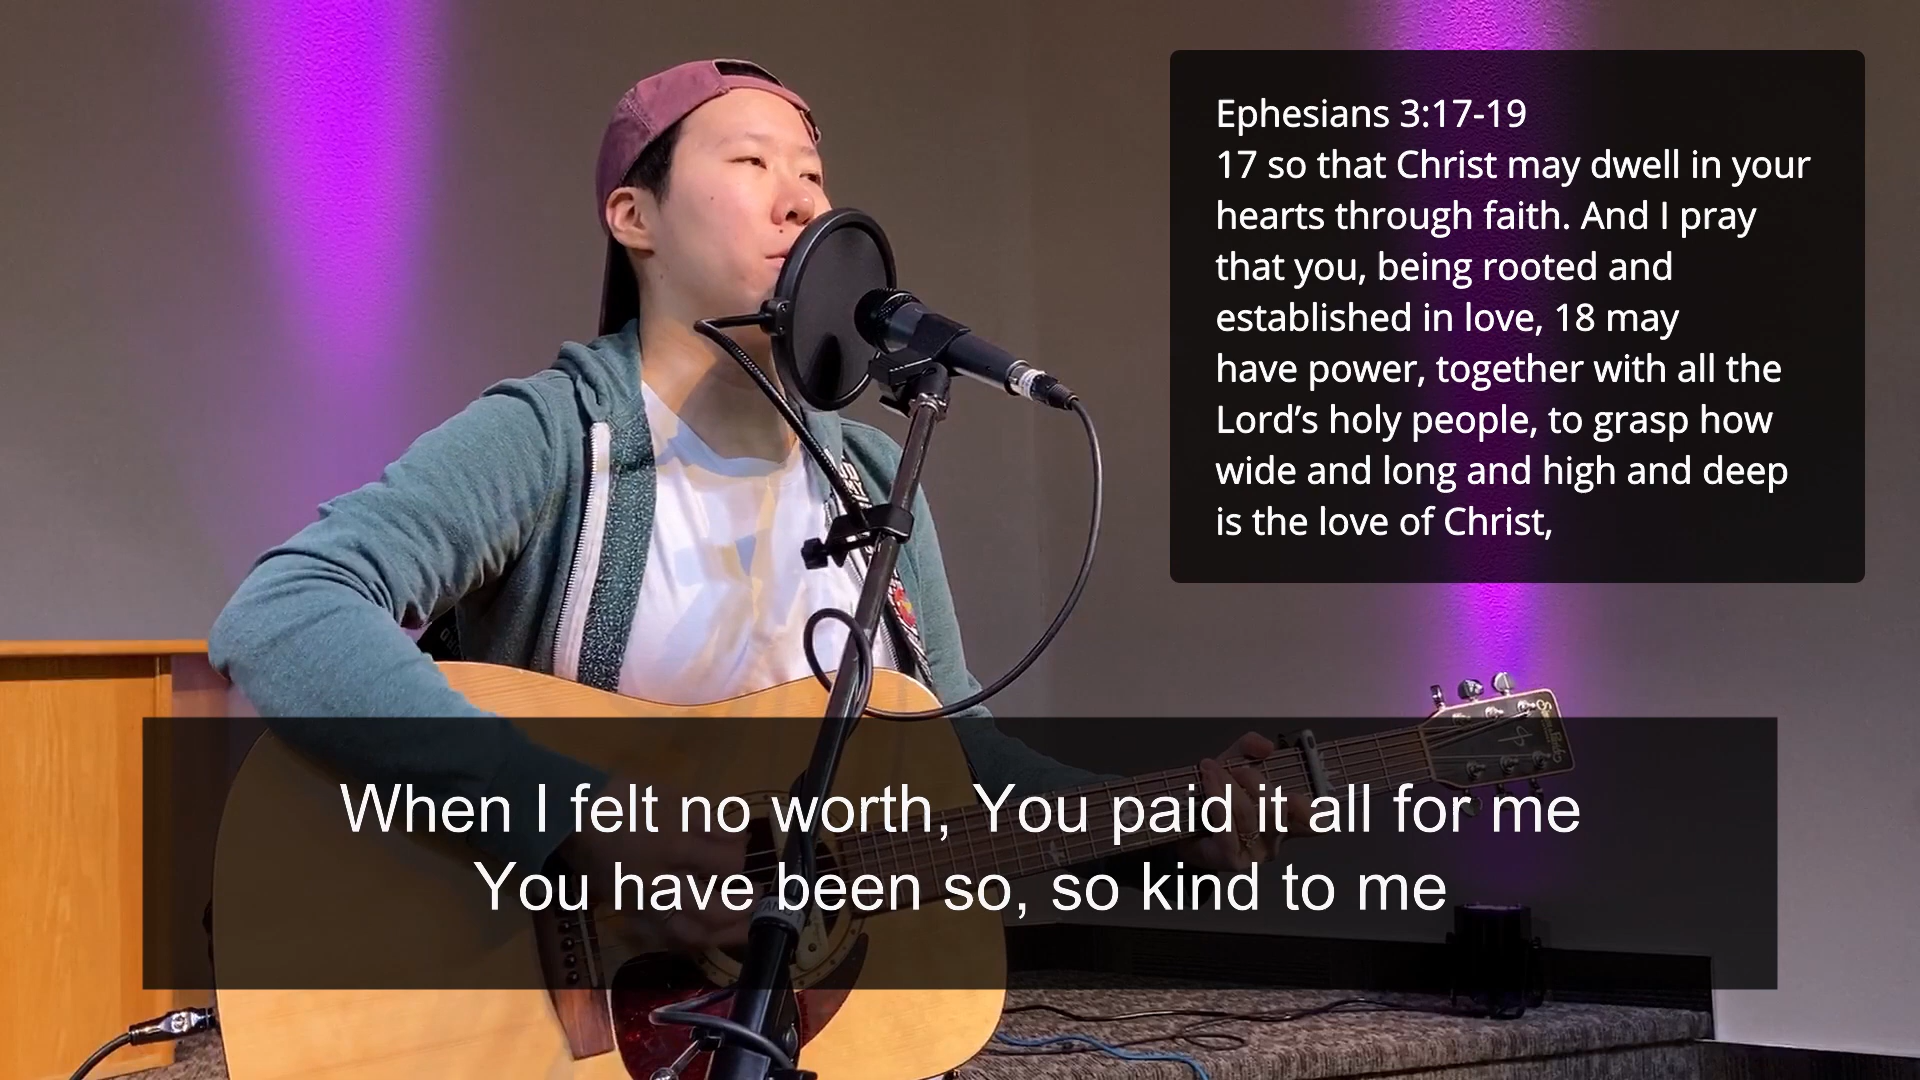 Ephesians 3:17-19
17 so that Christ may dwell in your
hearts through faith. And I pray
that you, being rooted and
established in love, 18 may
have power, together with all the
Lord’s holy people, to grasp how
wide and long and high and deep
is the love of Christ,
When I felt no worth, You paid it all for me
You have been so, so kind to me